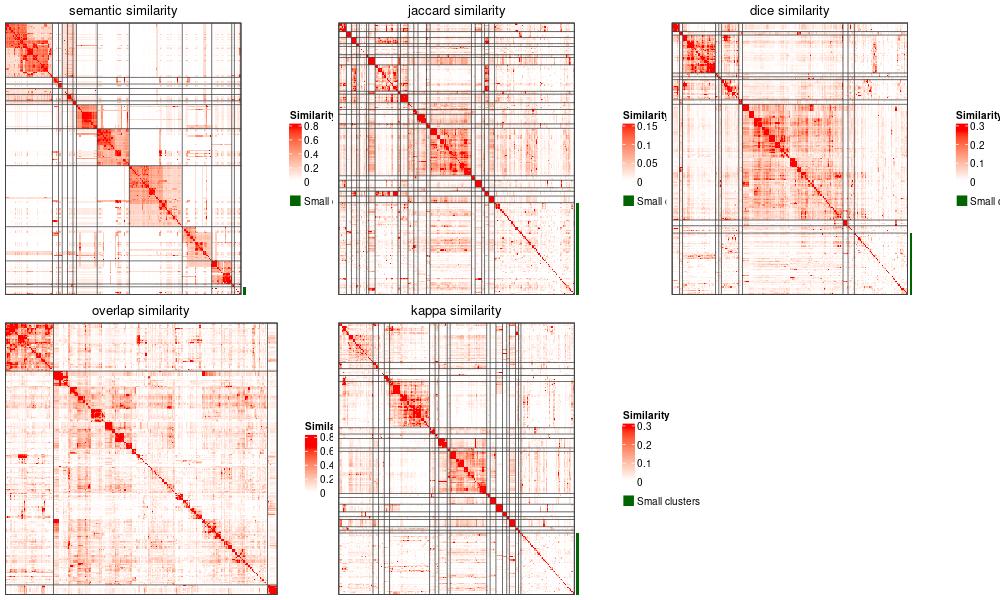 semantic similarity
Similarity
0.8
0.6
0.4
0.2
0
Small c
jaccard similarity
Similarity
0.15
0.1
0.05
0
Small c
dice similarity
Similarity
0.3
0.2
0.1
0
Small c
overlap similarity
Simila
0.8
0.6
0.4
0.2
0
kappa similarity
Similarity
0.3
0.2
0.1
0
Small clusters